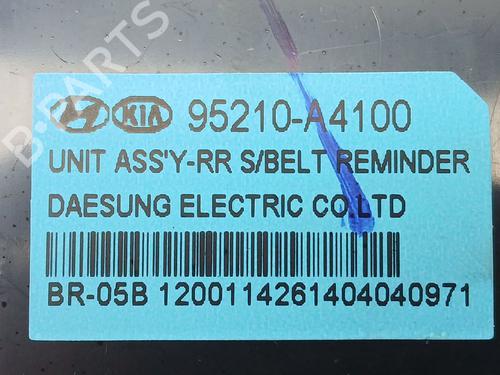 KIA 95210-A4100
UNIT ASS'Y-RR S/BELT REMINDER
DAESUNG ELECTRIC CO.LTD
BR-05B 1200114261404040971
B-PARTS